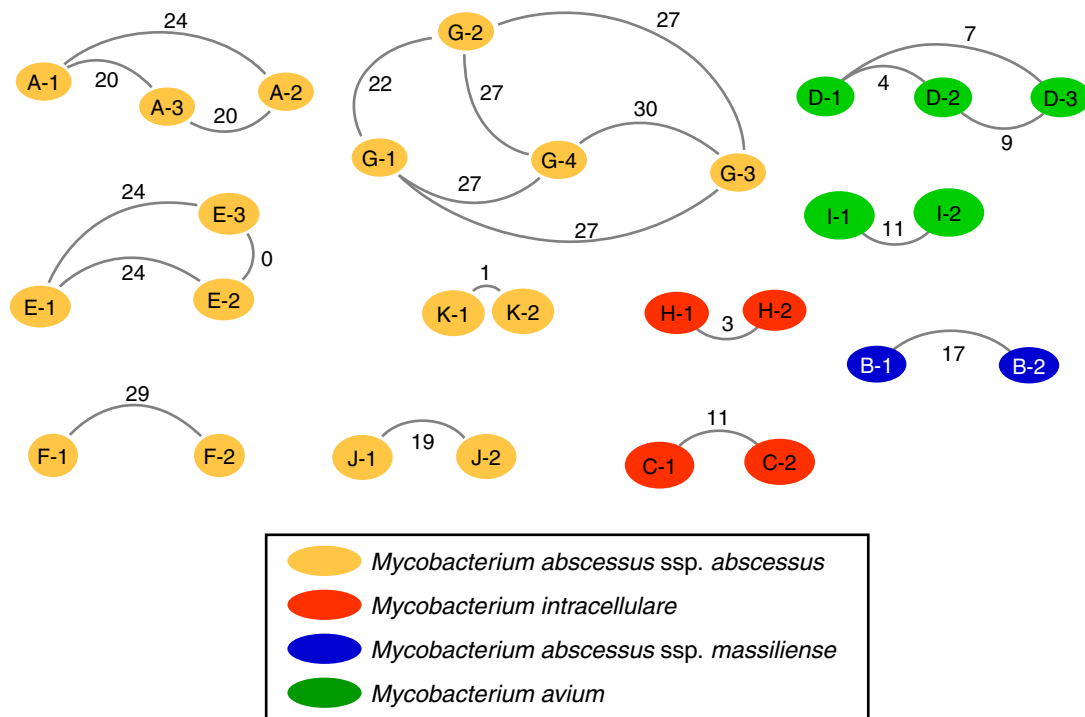 24
A-1
20
A-3
A-2
20
G-2
27
22
27
30
G-1
G-4
G-3
27
27
7
D-1
4
D-2
D-3
9
24
E-3
0
24
E-1
E-2
I-1
11
I-2
1
K-1
K-2
H-1
3
H-2
B-1
17
B-2
29
F-1
F-2
J-1
19
J-2
11
C-1
C-2
Mycobacterium abscessus ssp. abscessus
Mycobacterium intracellulare
Mycobacterium abscessus ssp. massiliense
Mycobacterium avium